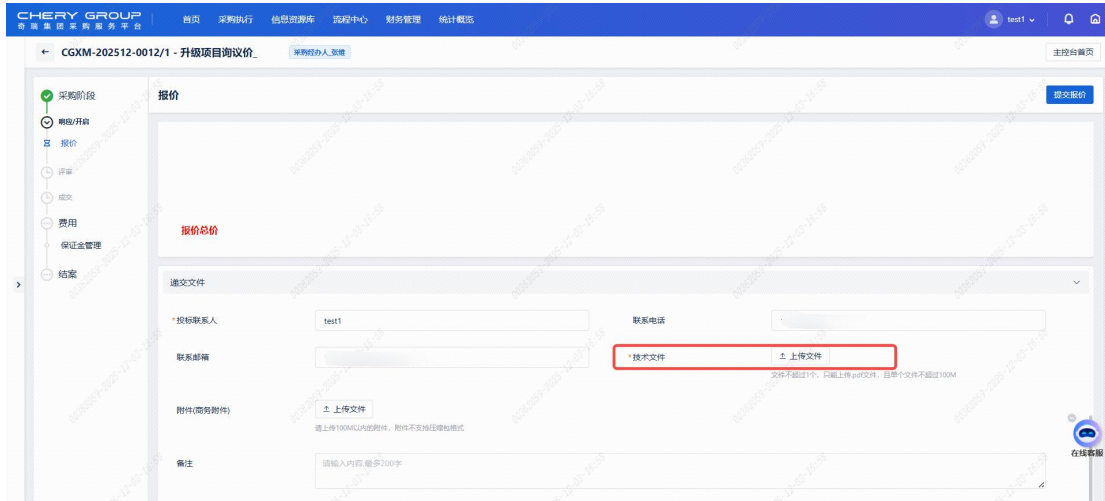 CHERY GROUP
奇瑞集团采购服务平台
首页 采购执行 信息资源库 流程中心 财务管理 统计概览
test1
← CGXM-202512-0012/1 - 升级项目询议价_ 采购经办人_张维 主控台首页
采购阶段
响应/开启
报价
评审
成交
费用
保证金管理
结案
报价
提交报价
报价总价
递交文件
*投标联系人 test1 联系电话
联系邮箱 *技术文件 上传文件
文件不超过1个，只能上传.pdf文件，且单个文件不超过100M
附件(商务附件) 上传文件
请上传100M以内的附件，附件不支持压缩包格式
备注 请输入内容,最多200字
在线客服